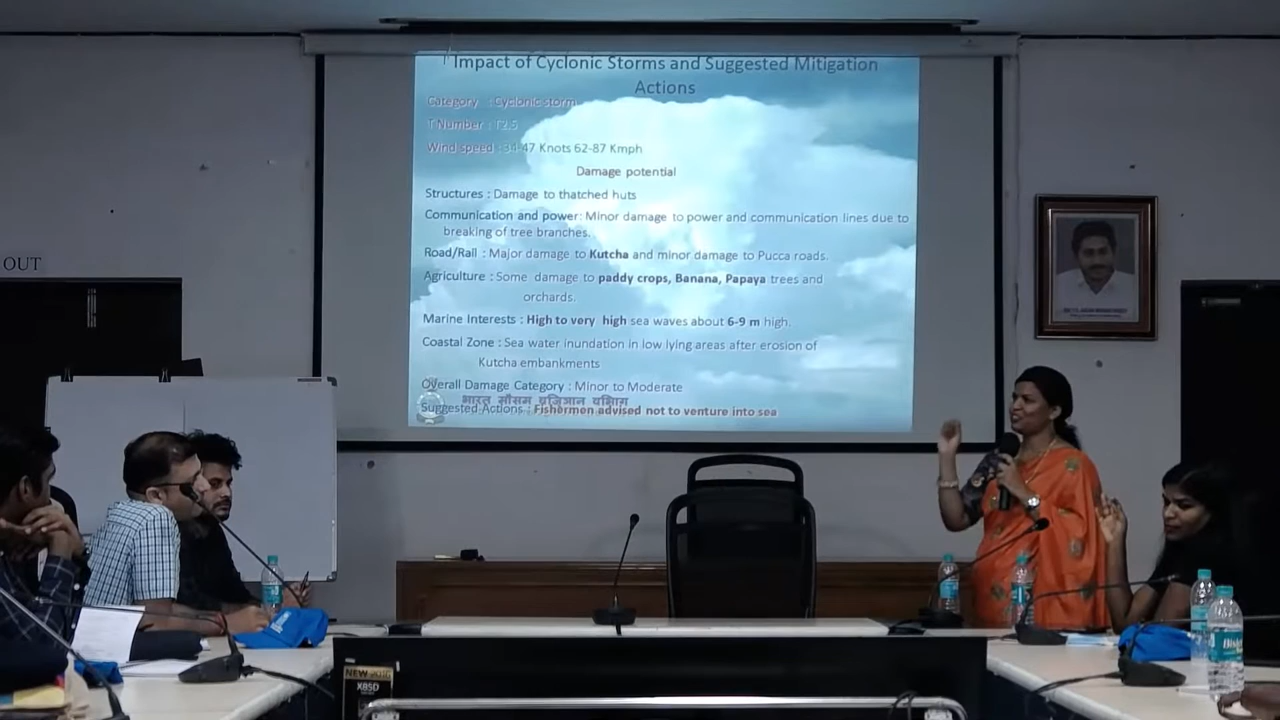 Impact of Cyclonic Storms and Suggested Mitigation
Actions
Category : Cyclonic storm
T Number : T2.5
Wind speed : 34-47 Knots 62-87 Kmph
Damage potential
Structures : Damage to thatched huts
Communication and power: Minor damage to power and communication lines due to
breaking of tree branches.
Road/Rail : Major damage to Kutcha and minor damage to Pucca roads.
Agriculture : Some damage to paddy crops, Banana, Papaya trees and
orchards.
Marine Interests : High to very high sea waves about 6-9 m high.
Coastal Zone : Sea water inundation in low lying areas after erosion of
Kutcha embankments
Overall Damage Category : Minor to Moderate
भारत मौसम
Suggested Actions : Fishermen advised not to venture into sea
OUT
NEW
X85D